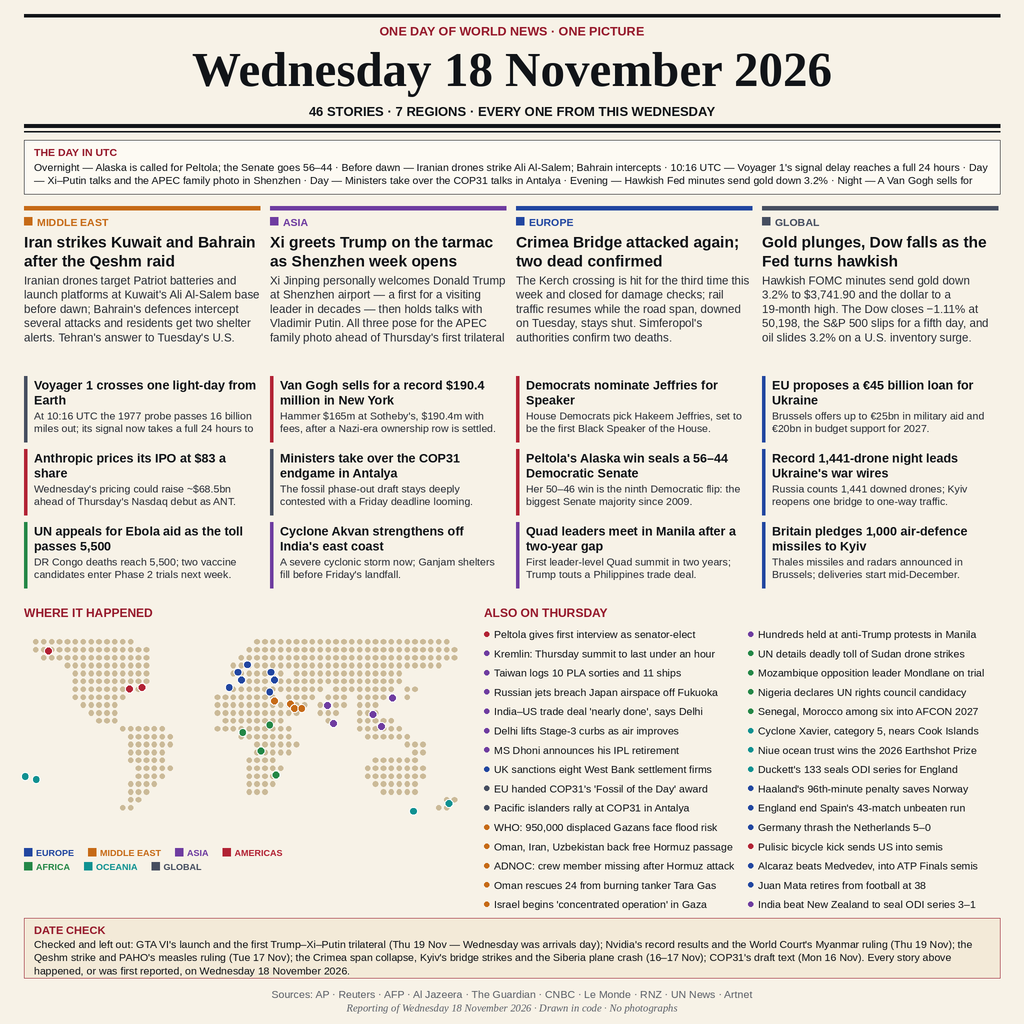 ONE DAY OF WORLD NEWS · ONE PICTURE
Wednesday 18 November 2026
46 STORIES · 7 REGIONS · EVERY ONE FROM THIS WEDNESDAY
THE DAY IN UTC
Overnight — Alaska is called for Peltola; the Senate goes 56–44 · Before dawn — Iranian drones strike Ali Al-Salem; Bahrain intercepts · 10:16 UTC — Voyager 1's signal delay reaches a full 24 hours · Day
— Xi–Putin talks and the APEC family photo in Shenzhen · Day — Ministers take over the COP31 talks in Antalya · Evening — Hawkish Fed minutes send gold down 3.2% · Night — A Van Gogh sells for
MIDDLE EAST
Iran strikes Kuwait and Bahrain
after the Qeshm raid
Iranian drones target Patriot batteries and
launch platforms at Kuwait's Ali Al-Salem base
before dawn; Bahrain's defences intercept
several attacks and residents get two shelter
alerts. Tehran's answer to Tuesday's U.S.
ASIA
Xi greets Trump on the tarmac
as Shenzhen week opens
Xi Jinping personally welcomes Donald Trump
at Shenzhen airport — a first for a visiting
leader in decades — then holds talks with
Vladimir Putin. All three pose for the APEC
family photo ahead of Thursday's first trilateral
EUROPE
Crimea Bridge attacked again;
two dead confirmed
The Kerch crossing is hit for the third time this
week and closed for damage checks; rail
traffic resumes while the road span, downed
on Tuesday, stays shut. Simferopol's
authorities confirm two deaths.
GLOBAL
Gold plunges, Dow falls as the
Fed turns hawkish
Hawkish FOMC minutes send gold down
3.2% to $3,741.90 and the dollar to a
19-month high. The Dow closes −1.11% at
50,198, the S&P 500 slips for a fifth day, and
oil slides 3.2% on a U.S. inventory surge.
Voyager 1 crosses one light-day from
Earth
At 10:16 UTC the 1977 probe passes 16 billion
miles out; its signal now takes a full 24 hours to
Van Gogh sells for a record $190.4
million in New York
Hammer $165m at Sotheby's, $190.4m with
fees, after a Nazi-era ownership row is settled.
Democrats nominate Jeffries for
Speaker
House Democrats pick Hakeem Jeffries, set to
be the first Black Speaker of the House.
EU proposes a €45 billion loan for
Ukraine
Brussels offers up to €25bn in military aid and
€20bn in budget support for 2027.
Anthropic prices its IPO at $83 a
share
Wednesday's pricing could raise ~$68.5bn
ahead of Thursday's Nasdaq debut as ANT.
Ministers take over the COP31
endgame in Antalya
The fossil phase-out draft stays deeply
contested with a Friday deadline looming.
Peltola's Alaska win seals a 56–44
Democratic Senate
Her 50–46 win is the ninth Democratic flip: the
biggest Senate majority since 2009.
Record 1,441-drone night leads
Ukraine's war wires
Russia counts 1,441 downed drones; Kyiv
reopens one bridge to one-way traffic.
UN appeals for Ebola aid as the toll
passes 5,500
DR Congo deaths reach 5,500; two vaccine
candidates enter Phase 2 trials next week.
Cyclone Akvan strengthens off
India's east coast
A severe cyclonic storm now; Ganjam shelters
fill before Friday's landfall.
Quad leaders meet in Manila after a
two-year gap
First leader-level Quad summit in two years;
Trump touts a Philippines trade deal.
Britain pledges 1,000 air-defence
missiles to Kyiv
Thales missiles and radars announced in
Brussels; deliveries start mid-December.
WHERE IT HAPPENED
EUROPE MIDDLE EAST ASIA AMERICAS
AFRICA OCEANIA GLOBAL
ALSO ON THURSDAY
Peltola gives first interview as senator-elect
Kremlin: Thursday summit to last under an hour
Taiwan logs 10 PLA sorties and 11 ships
Russian jets breach Japan airspace off Fukuoka
India–US trade deal 'nearly done', says Delhi
Delhi lifts Stage-3 curbs as air improves
MS Dhoni announces his IPL retirement
UK sanctions eight West Bank settlement firms
EU handed COP31's 'Fossil of the Day' award
Pacific islanders rally at COP31 in Antalya
WHO: 950,000 displaced Gazans face flood risk
Oman, Iran, Uzbekistan back free Hormuz passage
ADNOC: crew member missing after Hormuz attack
Oman rescues 24 from burning tanker Tara Gas
Israel begins 'concentrated operation' in Gaza
Hundreds held at anti-Trump protests in Manila
UN details deadly toll of Sudan drone strikes
Mozambique opposition leader Mondlane on trial
Nigeria declares UN rights council candidacy
Senegal, Morocco among six into AFCON 2027
Cyclone Xavier, category 5, nears Cook Islands
Niue ocean trust wins the 2026 Earthshot Prize
Duckett's 133 seals ODI series for England
Haaland's 96th-minute penalty saves Norway
England end Spain's 43-match unbeaten run
Germany thrash the Netherlands 5–0
Pulisic bicycle kick sends US into semis
Alcaraz beats Medvedev, into ATP Finals semis
Juan Mata retires from football at 38
India beat New Zealand to seal ODI series 3–1
DATE CHECK
Checked and left out: GTA VI's launch and the first Trump–Xi–Putin trilateral (Thu 19 Nov — Wednesday was arrivals day); Nvidia's record results and the World Court's Myanmar ruling (Thu 19 Nov); the
Qeshm strike and PAHO's measles ruling (Tue 17 Nov); the Crimea span collapse, Kyiv's bridge strikes and the Siberia plane crash (16–17 Nov); COP31's draft text (Mon 16 Nov). Every story above
happened, or was first reported, on Wednesday 18 November 2026.
Sources: AP · Reuters · AFP · Al Jazeera · The Guardian · CNBC · Le Monde · RNZ · UN News · Artnet
Reporting of Wednesday 18 November 2026 · Drawn in code · No photographs